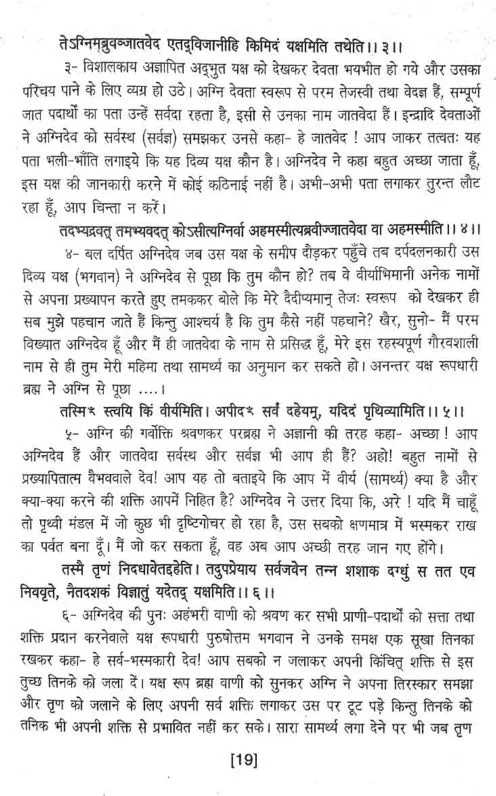 तेऽग्निमब्रुवञ्जातवेद एतद्विजानीहि किमिदं यक्षमिति तथेति।।३।।
३- विशालकाय अज्ञापित अद्‌भुत यक्ष को देखकर देवता भयभीत हो गये और उसका
परिचय पाने के लिए व्यग्र हो उठे। अग्नि देवता स्वरूप से परम तेजस्वी तथा वेदज्ञ हैं, सम्पूर्ण
जात पदार्थों का पता उन्हें सर्वदा रहता है, इसी से उनका नाम जातवेदा हैं। इन्द्रादि देवताओं
ने अग्निदेव को सर्वस्थ (सर्वज्ञ) समझकर उनसे कहा- हे जातवेद ! आप जाकर तत्वतः यह
पता भली-भाँति लगाइये कि यह दिव्य यक्ष कौन है। अग्निदेव ने कहा बहुत अच्छा जाता हूँ,
इस यक्ष की जानकारी करने में कोई कठिनाई नहीं है। अभी-अभी पता लगाकर तुरन्त लौट
रहा हूँ, आप चिन्ता न करें।
तदभ्यद्रवत् तमभ्यवदत् कोऽसीत्यग्निर्वा अहमस्मीत्यब्रवीज्जातवेदा वा अहमस्मीति।।४।।
४- बल दर्पित अग्निदेव जब उस यक्ष के समीप दौड़कर पहुँचे तब दर्पदलनकारी उस
दिव्य यक्ष (भगवान) ने अग्निदेव से पूछा कि तुम कौन हो? तब वे वीर्याभिमानी अनेक नामों
से अपना प्रख्यापन करते हुए तमककर बोले कि मेरे दैदीप्यमान् तेजः स्वरूप को देखकर ही
सब मुझे पहचान जाते हैं किन्तु आश्चर्य है कि तुम कैसे नहीं पहचाने? खैर, सुनो- मैं परम
विख्यात अग्निदेव हूँ और मैं ही जातवेदा के नाम से प्रसिद्ध हूँ, मेरे इस रहस्यपूर्ण गौरवशाली
नाम से ही तुम मेरी महिमा तथा सामर्थ्य का अनुमान कर सकते हो। अनन्तर यक्ष रूपधारी
ब्रह्म ने अग्नि से पूछा ....।
तस्मि* स्त्वयि किं वीर्यमिति। अपीद* सर्वं दहेयम्, यदिदं पृथिव्यामिति।।५।।
५- अग्नि की गर्वोक्ति श्रवणकर परब्रह्म ने अज्ञानी की तरह कहा- अच्छा ! आप
अग्निदेव हैं और जातवेदा सर्वस्थ और सर्वज्ञ भी आप ही हैं? अहो! बहुत नामों से
प्रख्यापितात्म वैभववाले देव! आप यह तो बताइये कि आप में वीर्य (सामर्थ्य) क्या है और
क्या-क्या करने की शक्ति आपमें निहित है? अग्निदेव ने उत्तर दिया कि, अरे ! यदि मैं चाहूँ
तो पृथ्वी मंडल में जो कुछ भी दृष्टिगोचर हो रहा है, उस सबको क्षणमात्र में भस्मकर राख
का पर्वत बना दूँ। मैं जो कर सकता हूँ, वह अब आप अच्छी तरह जान गए होंगे।
तस्मै तृणं निदधावेतद्दहेति। तदुपप्रेयाय सर्वजवेन तन्न शशाक दग्धुं स तत एव
निववृते, नैतदशकं विज्ञातुं यदेतद् यक्षमिति।।६।।
६- अग्निदेव की पुनः अहंभरी वाणी को श्रवण कर सभी प्राणी-पदार्थों को सत्ता तथा
शक्ति प्रदान करनेवाले यक्ष रूपधारी पुरुषोत्तम भगवान ने उनके समक्ष एक सूखा तिनका
रखकर कहा- हे सर्व-भस्मकारी देव! आप सबको न जलाकर अपनी किंचित् शक्ति से इस
तुच्छ तिनके को जला दें। यक्ष रूप ब्रह्म वाणी को सुनकर अग्नि ने अपना तिरस्कार समझा
और तृण को जलाने के लिए अपनी सर्व शक्ति लगाकर उस पर टूट पड़े किन्तु तिनके को
तनिक भी अपनी शक्ति से प्रभावित नहीं कर सके। सारा सामर्थ्य लगा देने पर भी जब तृण
[19]